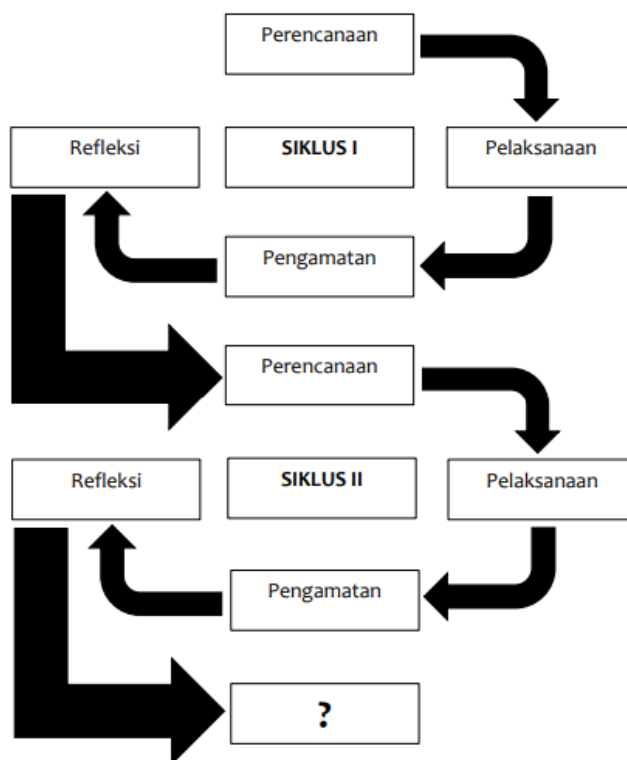 Perencanaan
Refleksi
SIKLUS I
Pelaksanaan
Pengamatan
Perencanaan
Refleksi
SIKLUS II
Pelaksanaan
Pengamatan
?